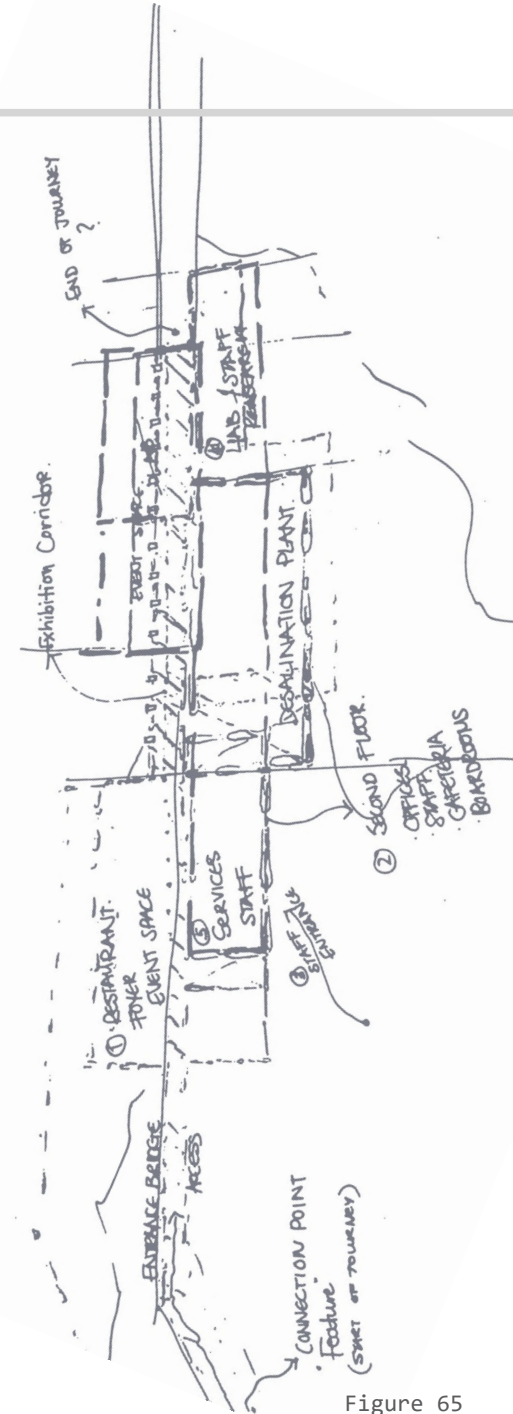 CONNECTION POINT
· Feature
(START OF JOURNEY)
ENTRANCE BRIDGE
ACCESS
① RESTAURANT.
FOYER
EVENT SPACE
⑤
SERVICES
STAFF
③ STAFF
ENTRANCE
② SECOND FLOOR.
· OFFICES
· STAFF
· CAFETERIA
· BOARDROOMS
Exhibition Corridor.
EVENT SPACE
DESALINATION PLANT
④
LAB / STAFF
END OF JOURNEY
?
Figure 65